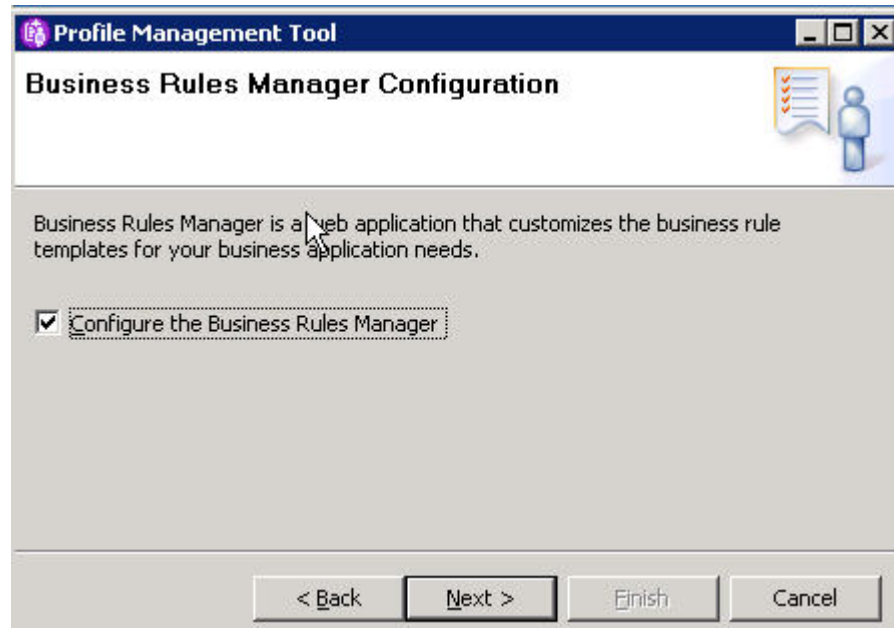 Profile Management Tool
Business Rules Manager Configuration
Business Rules Manager is a web application that customizes the business rule
templates for your business application needs.
Configure the Business Rules Manager
< Back
Next >
Finish
Cancel